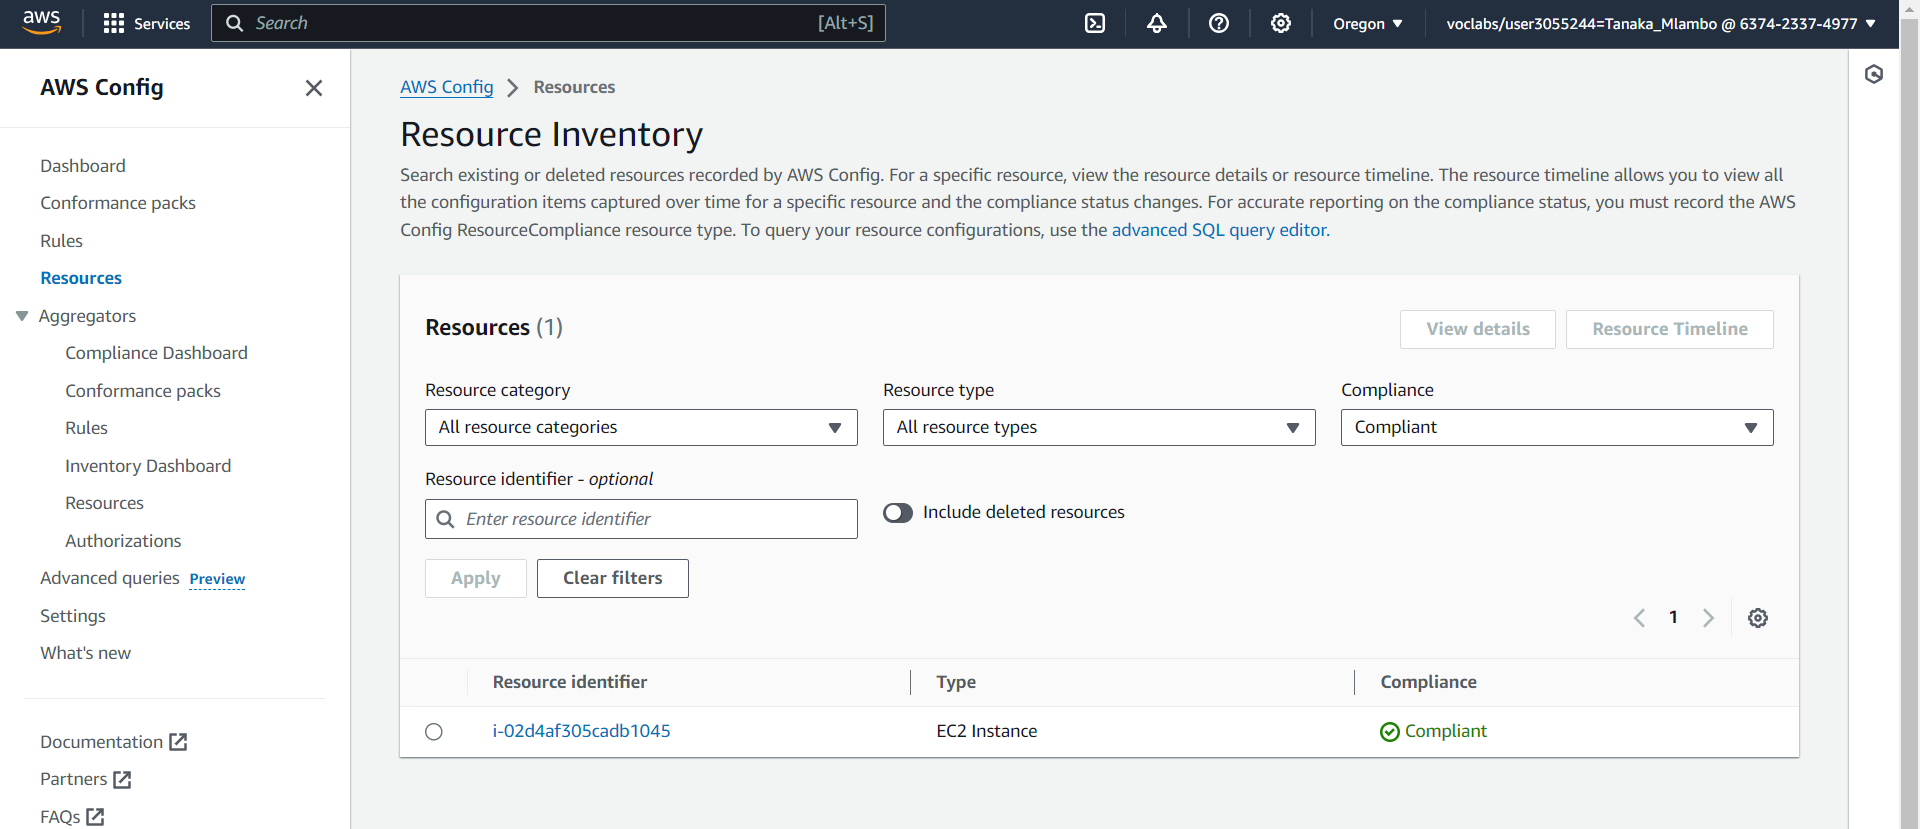 aws
Services
Search
[Alt+S]
Oregon
voclabs/user3055244=Tanaka_Mlambo @ 6374-2337-4977
AWS Config
Dashboard
Conformance packs
Rules
Resources
Aggregators
Compliance Dashboard
Conformance packs
Rules
Inventory Dashboard
Resources
Authorizations
Advanced queries Preview
Settings
What's new
Documentation
Partners
FAQs
AWS Config > Resources
Resource Inventory
Search existing or deleted resources recorded by AWS Config. For a specific resource, view the resource details or resource timeline. The resource timeline allows you to view all
the configuration items captured over time for a specific resource and the compliance status changes. For accurate reporting on the compliance status, you must record the AWS
Config ResourceCompliance resource type. To query your resource configurations, use the advanced SQL query editor.
Resources (1)
View details
Resource Timeline
Resource category
All resource categories
Resource type
All resource types
Compliance
Compliant
Resource identifier - optional
Enter resource identifier
Include deleted resources
Apply
Clear filters
1
Resource identifier
Type
Compliance
i-02d4af305cadb1045
EC2 Instance
Compliant